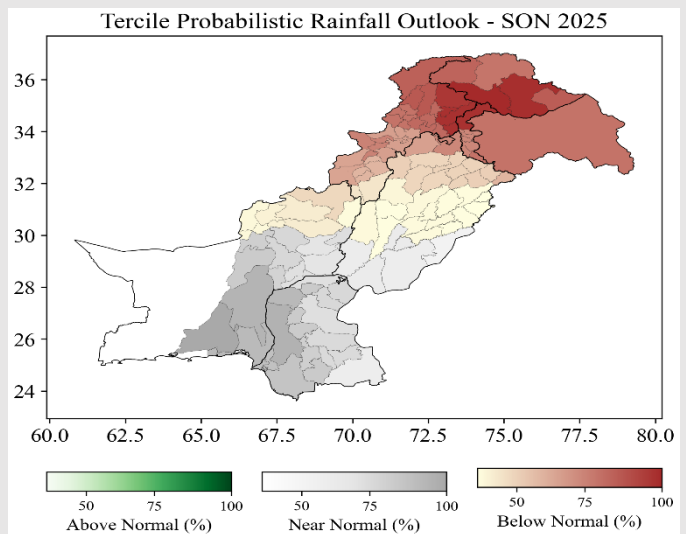 Tercile Probabilistic Rainfall Outlook - SON 2025
36
34
32
30
28
26
24
60.0 62.5 65.0 67.5 70.0 72.5 75.0 77.5 80.0
50 75 100
Above Normal (%)
50 75 100
Near Normal (%)
50 75 100
Below Normal (%)